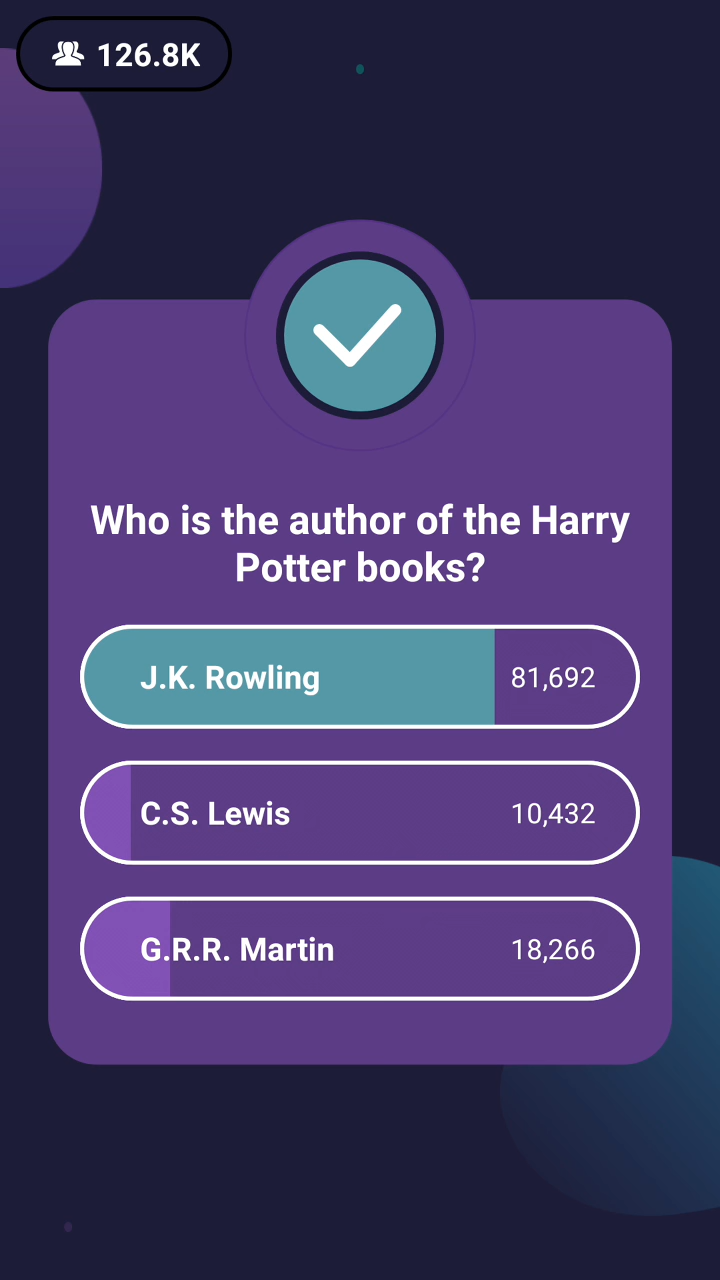 126.8K
Who is the author of the Harry
Potter books?
J.K. Rowling 81,692
C.S. Lewis 10,432
G.R.R. Martin 18,266